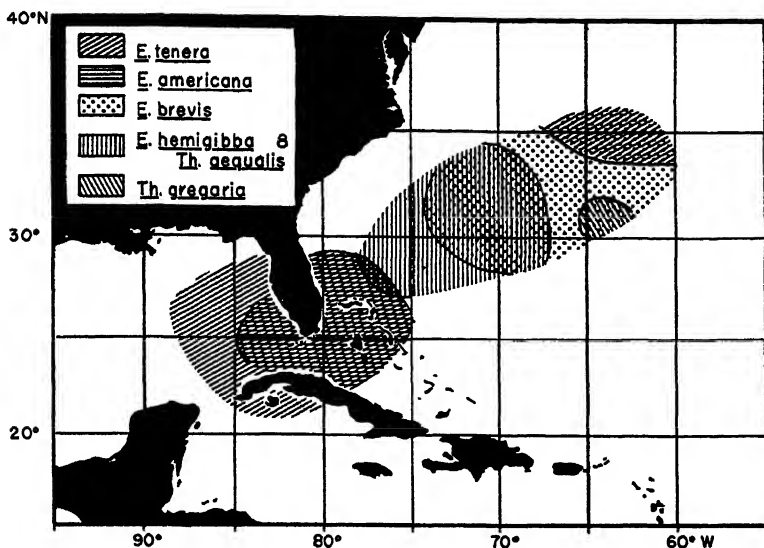 40°N
E. tenera
E. americana
E. brevis
E. hemigibba 8
Th. aequalis
Th. gregaria
30°
20°
90° 80° 70° 60° W